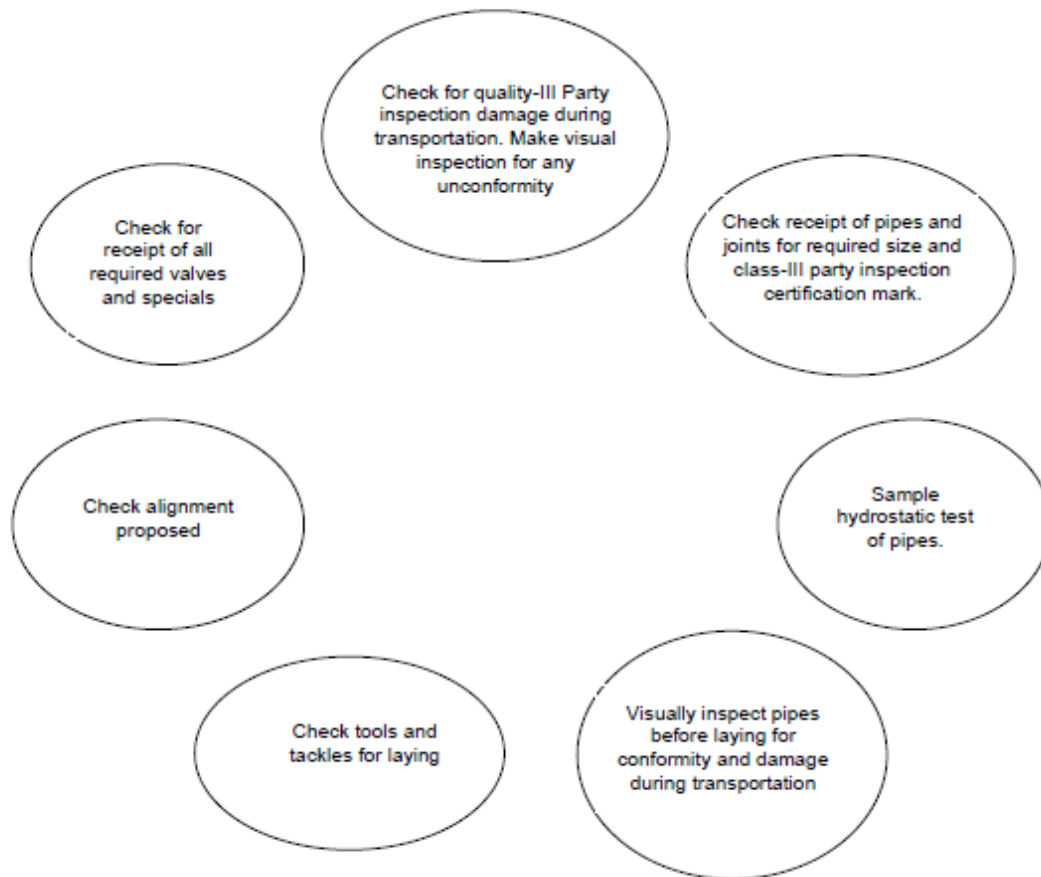 Check for quality-III Party
inspection damage during
transportation. Make visual
inspection for any
unconformity
Check receipt of pipes and
joints for required size and
class-III party inspection
certification mark.
Sample
hydrostatic test
of pipes.
Visually inspect pipes
before laying for
conformity and damage
during transportation
Check tools and
tackles for laying
Check alignment
proposed
Check for
receipt of all
required valves
and specials